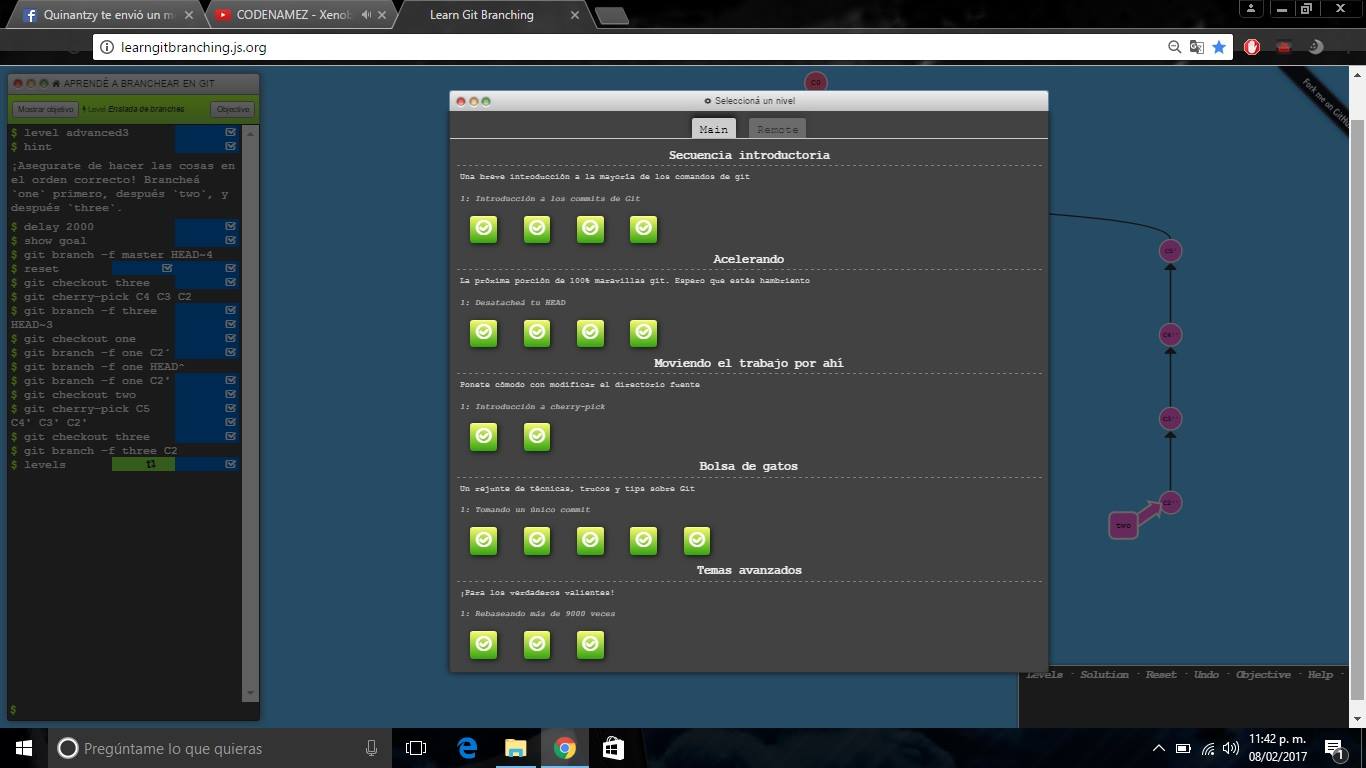 Quinantzy te envió un m
CODENAMEZ - Xenob
Learn Git Branching
learngitbranching.js.org
APRENDÉ A BRANCHEAR EN GIT
Mostrar objetivo
Level Enslada de branches
Objective
$ level advanced3
$ hint
¡Asegurate de hacer las cosas en
el orden correcto! Brancheá
`one` primero, después `two`, y
después `three`.
$ delay 2000
$ show goal
$ git branch -f master HEAD~4
$ reset
$ git checkout three
$ git cherry-pick C4 C3 C2
$ git branch -f three
HEAD~3
$ git checkout one
$ git branch -f one C2'
$ git branch -f one HEAD^
$ git branch -f one C2'
$ git checkout two
$ git cherry-pick C5
C4' C3' C2'
$ git checkout three
$ git branch -f three C2
$ levels
$
Seleccioná un nivel
Main
Remote
Secuencia introductoria
Una breve introducción a la mayoría de los comandos de git
1: Introducción a los commits de Git
Acelerando
La próxima porción de 100% maravillas git. Espero que estés hambriento
1: Desatacheá tu HEAD
Moviendo el trabajo por ahí
Ponete cómodo con modificar el directorio fuente
1: Introducción a cherry-pick
Bolsa de gatos
Un rejunte de técnicas, trucos y tips sobre Git
1: Tomando un único commit
Temas avanzados
¡Para los verdaderos valientes!
1: Rebaseando más de 9000 veces
C0
Fork me on GitHub
C5'
C4''
C3''
C2''
two
Levels · Solution · Reset · Undo · Objective · Help ·
Pregúntame lo que quieras
11:42 p. m.
08/02/2017
1